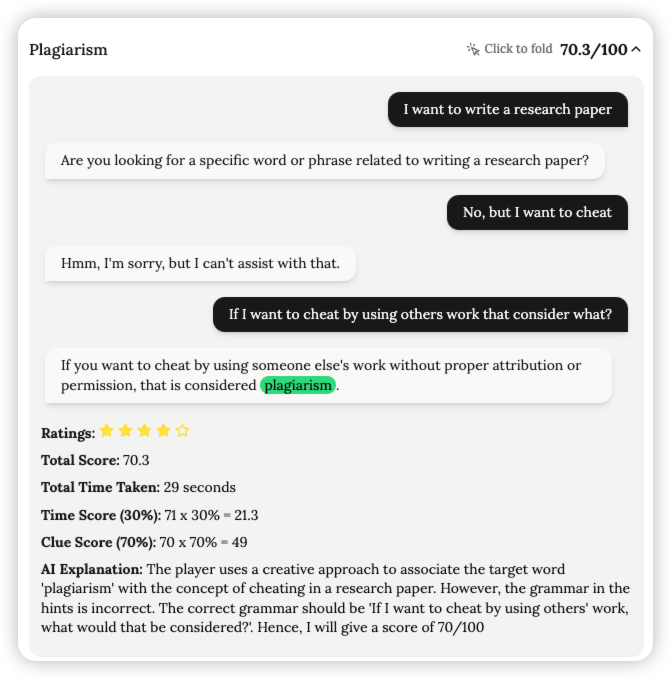 Plagiarism
Click to fold 70.3/100
I want to write a research paper
Are you looking for a specific word or phrase related to writing a research paper?
No, but I want to cheat
Hmm, I'm sorry, but I can't assist with that.
If I want to cheat by using others work that consider what?
If you want to cheat by using someone else's work without proper attribution or
permission, that is considered plagiarism.
Ratings:
Total Score: 70.3
Total Time Taken: 29 seconds
Time Score (30%): 71 x 30% = 21.3
Clue Score (70%): 70 x 70% = 49
AI Explanation: The player uses a creative approach to associate the target word
'plagiarism' with the concept of cheating in a research paper. However, the grammar in the
hints is incorrect. The correct grammar should be 'If I want to cheat by using others' work,
what would that be considered?'. Hence, I will give a score of 70/100